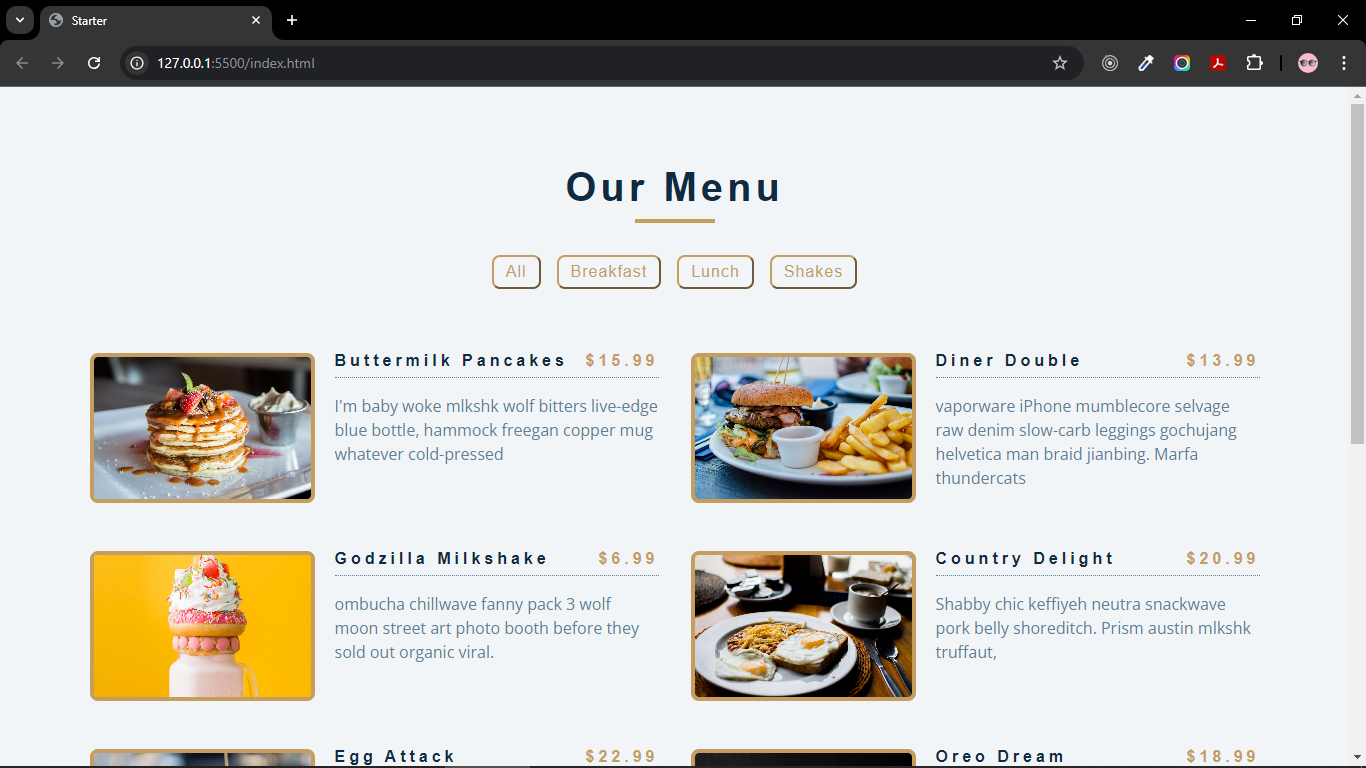 Starter
127.0.0.1:5500/index.html
Our Menu
All Breakfast Lunch Shakes
Buttermilk Pancakes $15.99
I'm baby woke mlkshk wolf bitters live-edge
blue bottle, hammock freegan copper mug
whatever cold-pressed
Diner Double $13.99
vaporware iPhone mumblecore selvage
raw denim slow-carb leggings gochujang
helvetica man braid jianbing. Marfa
thundercats
Godzilla Milkshake $6.99
ombucha chillwave fanny pack 3 wolf
moon street art photo booth before they
sold out organic viral.
Country Delight $20.99
Shabby chic keffiyeh neutra snackwave
pork belly shoreditch. Prism austin mlkshk
truffaut,
Egg Attack $22.99
Oreo Dream $18.99